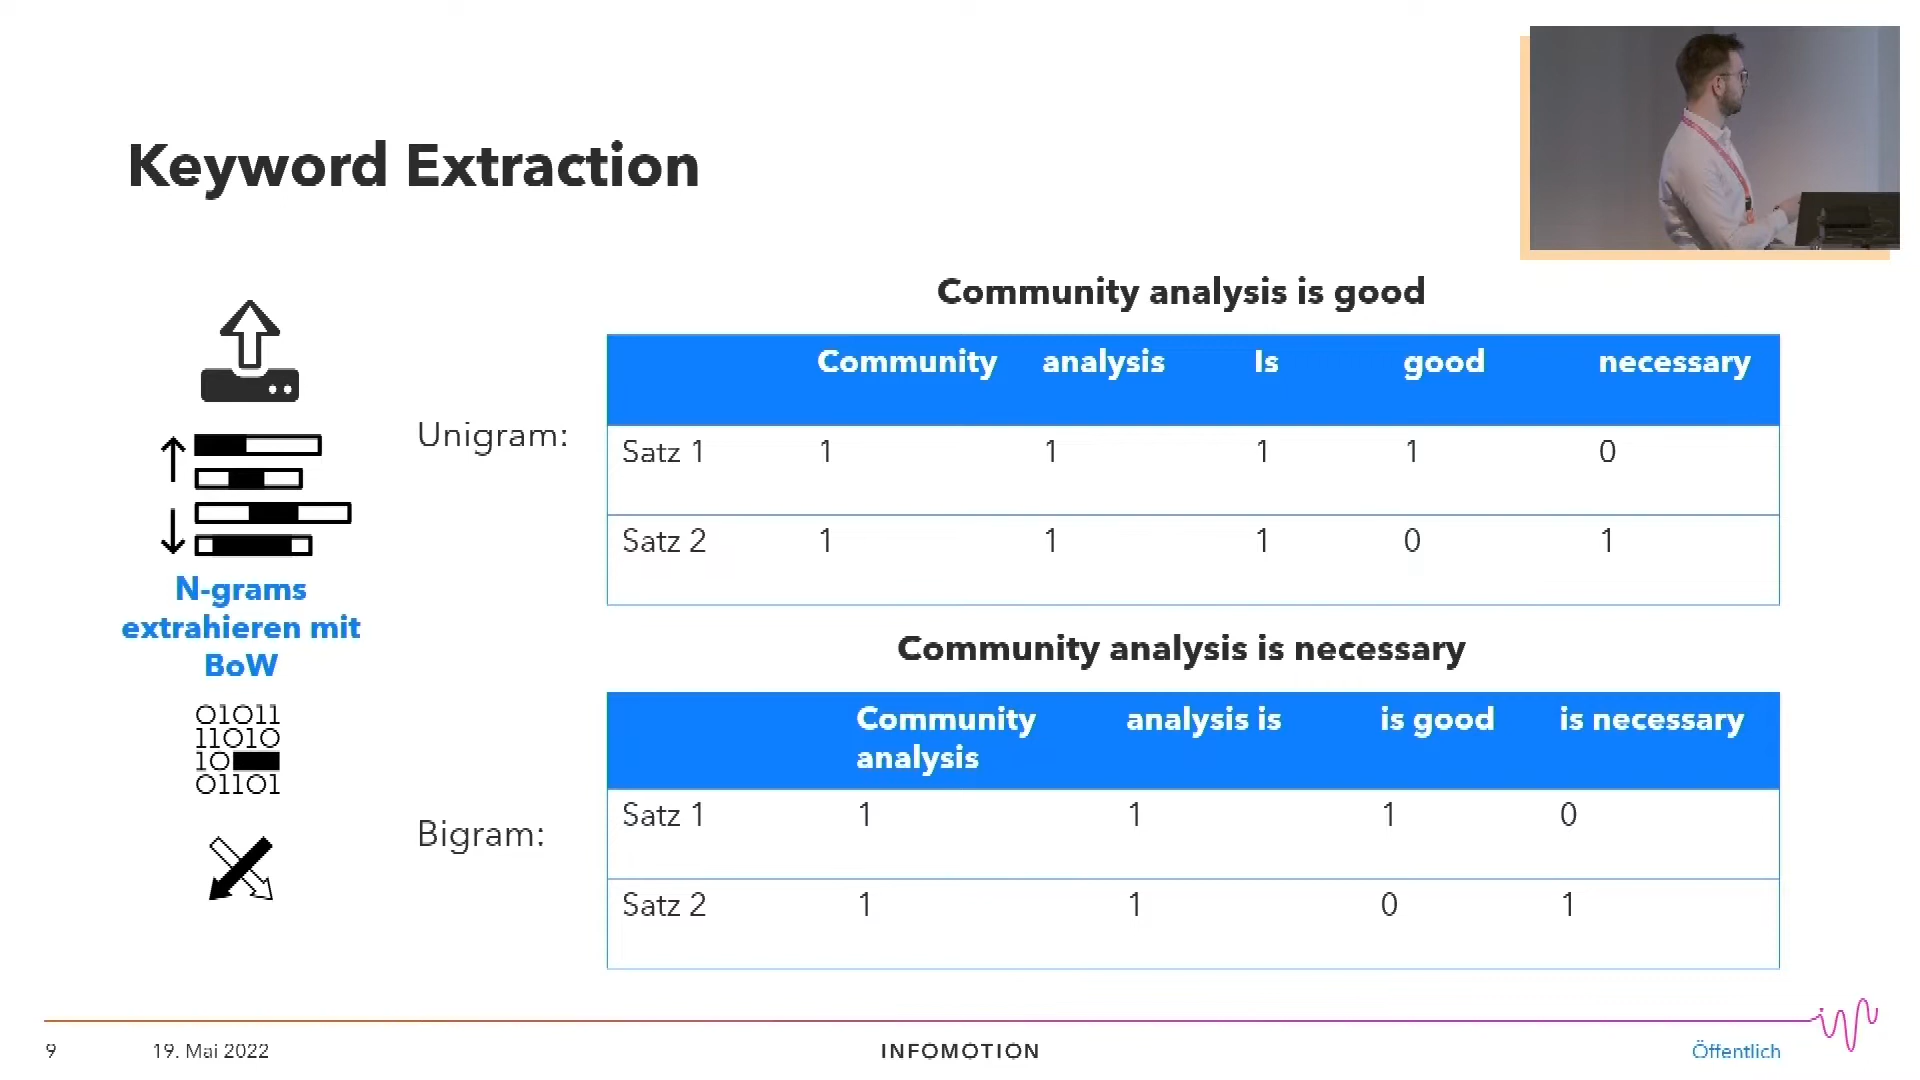 Keyword Extraction
Community analysis is good
Unigram:
Community analysis Is good necessary
Satz 1 1 1 1 1 0
Satz 2 1 1 1 0 1
N-grams
extrahieren mit
BoW
01011
11010
10
01101
Community analysis is necessary
Bigram:
Community
analysis
analysis is is good is necessary
Satz 1 1 1 1 0
Satz 2 1 1 0 1
9 19. Mai 2022 INFOMOTION Öffentlich